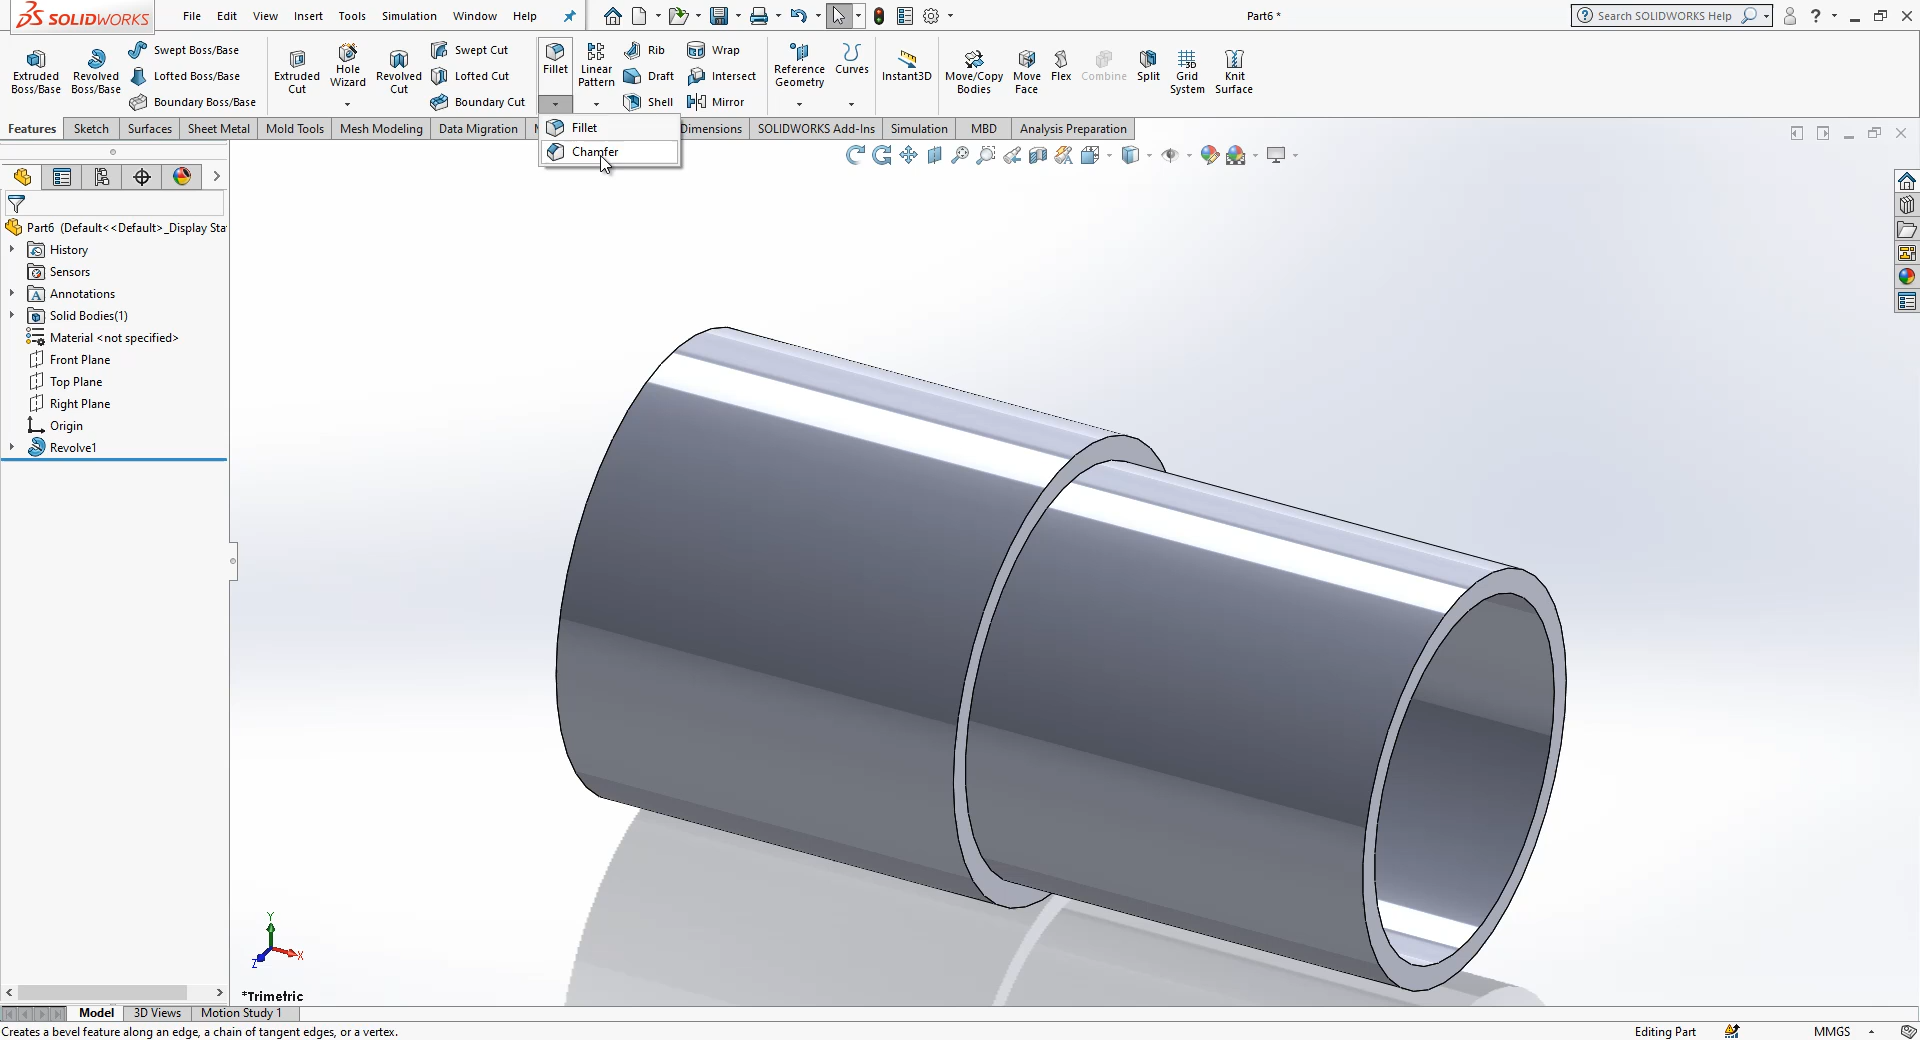 SOLIDWORKS
File Edit View Insert Tools Simulation Window Help
Part6 *
Search SOLIDWORKS Help
Extruded Boss/Base
Revolved Boss/Base
Swept Boss/Base
Lofted Boss/Base
Boundary Boss/Base
Extruded Cut
Hole Wizard
Revolved Cut
Swept Cut
Lofted Cut
Boundary Cut
Fillet
Linear Pattern
Rib
Draft
Shell
Wrap
Intersect
Mirror
Reference Geometry
Curves
Instant3D
Move/Copy Bodies
Move Face
Flex
Combine
Split
Grid System
Knit Surface
Features Sketch Surfaces Sheet Metal Mold Tools Mesh Modeling Data Migration Dimensions SOLIDWORKS Add-Ins Simulation MBD Analysis Preparation
Fillet
Chamfer
Part6 (Default<<Default>_Display Sta
History
Sensors
Annotations
Solid Bodies(1)
Material <not specified>
Front Plane
Top Plane
Right Plane
Origin
Revolve1
Y
X
Z
*Trimetric
Model 3D Views Motion Study 1
Creates a bevel feature along an edge, a chain of tangent edges, or a vertex.
Editing Part
MMGS